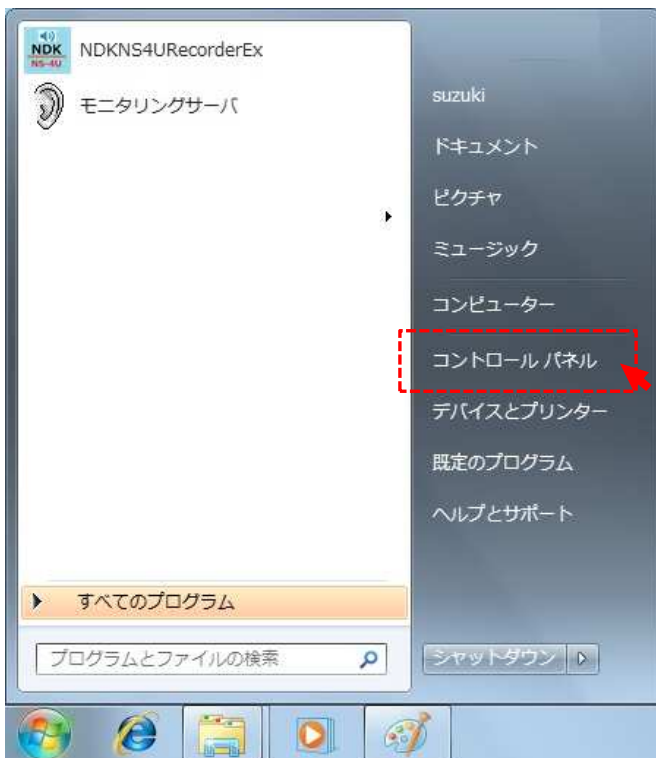 NDK
NS-4U
NDKNS4URecorderEx
モニタリングサーバ
すべてのプログラム
プログラムとファイルの検索
suzuki
ドキュメント
ピクチャ
ミュージック
コンピューター
コントロール パネル
デバイスとプリンター
既定のプログラム
ヘルプとサポート
シャットダウン